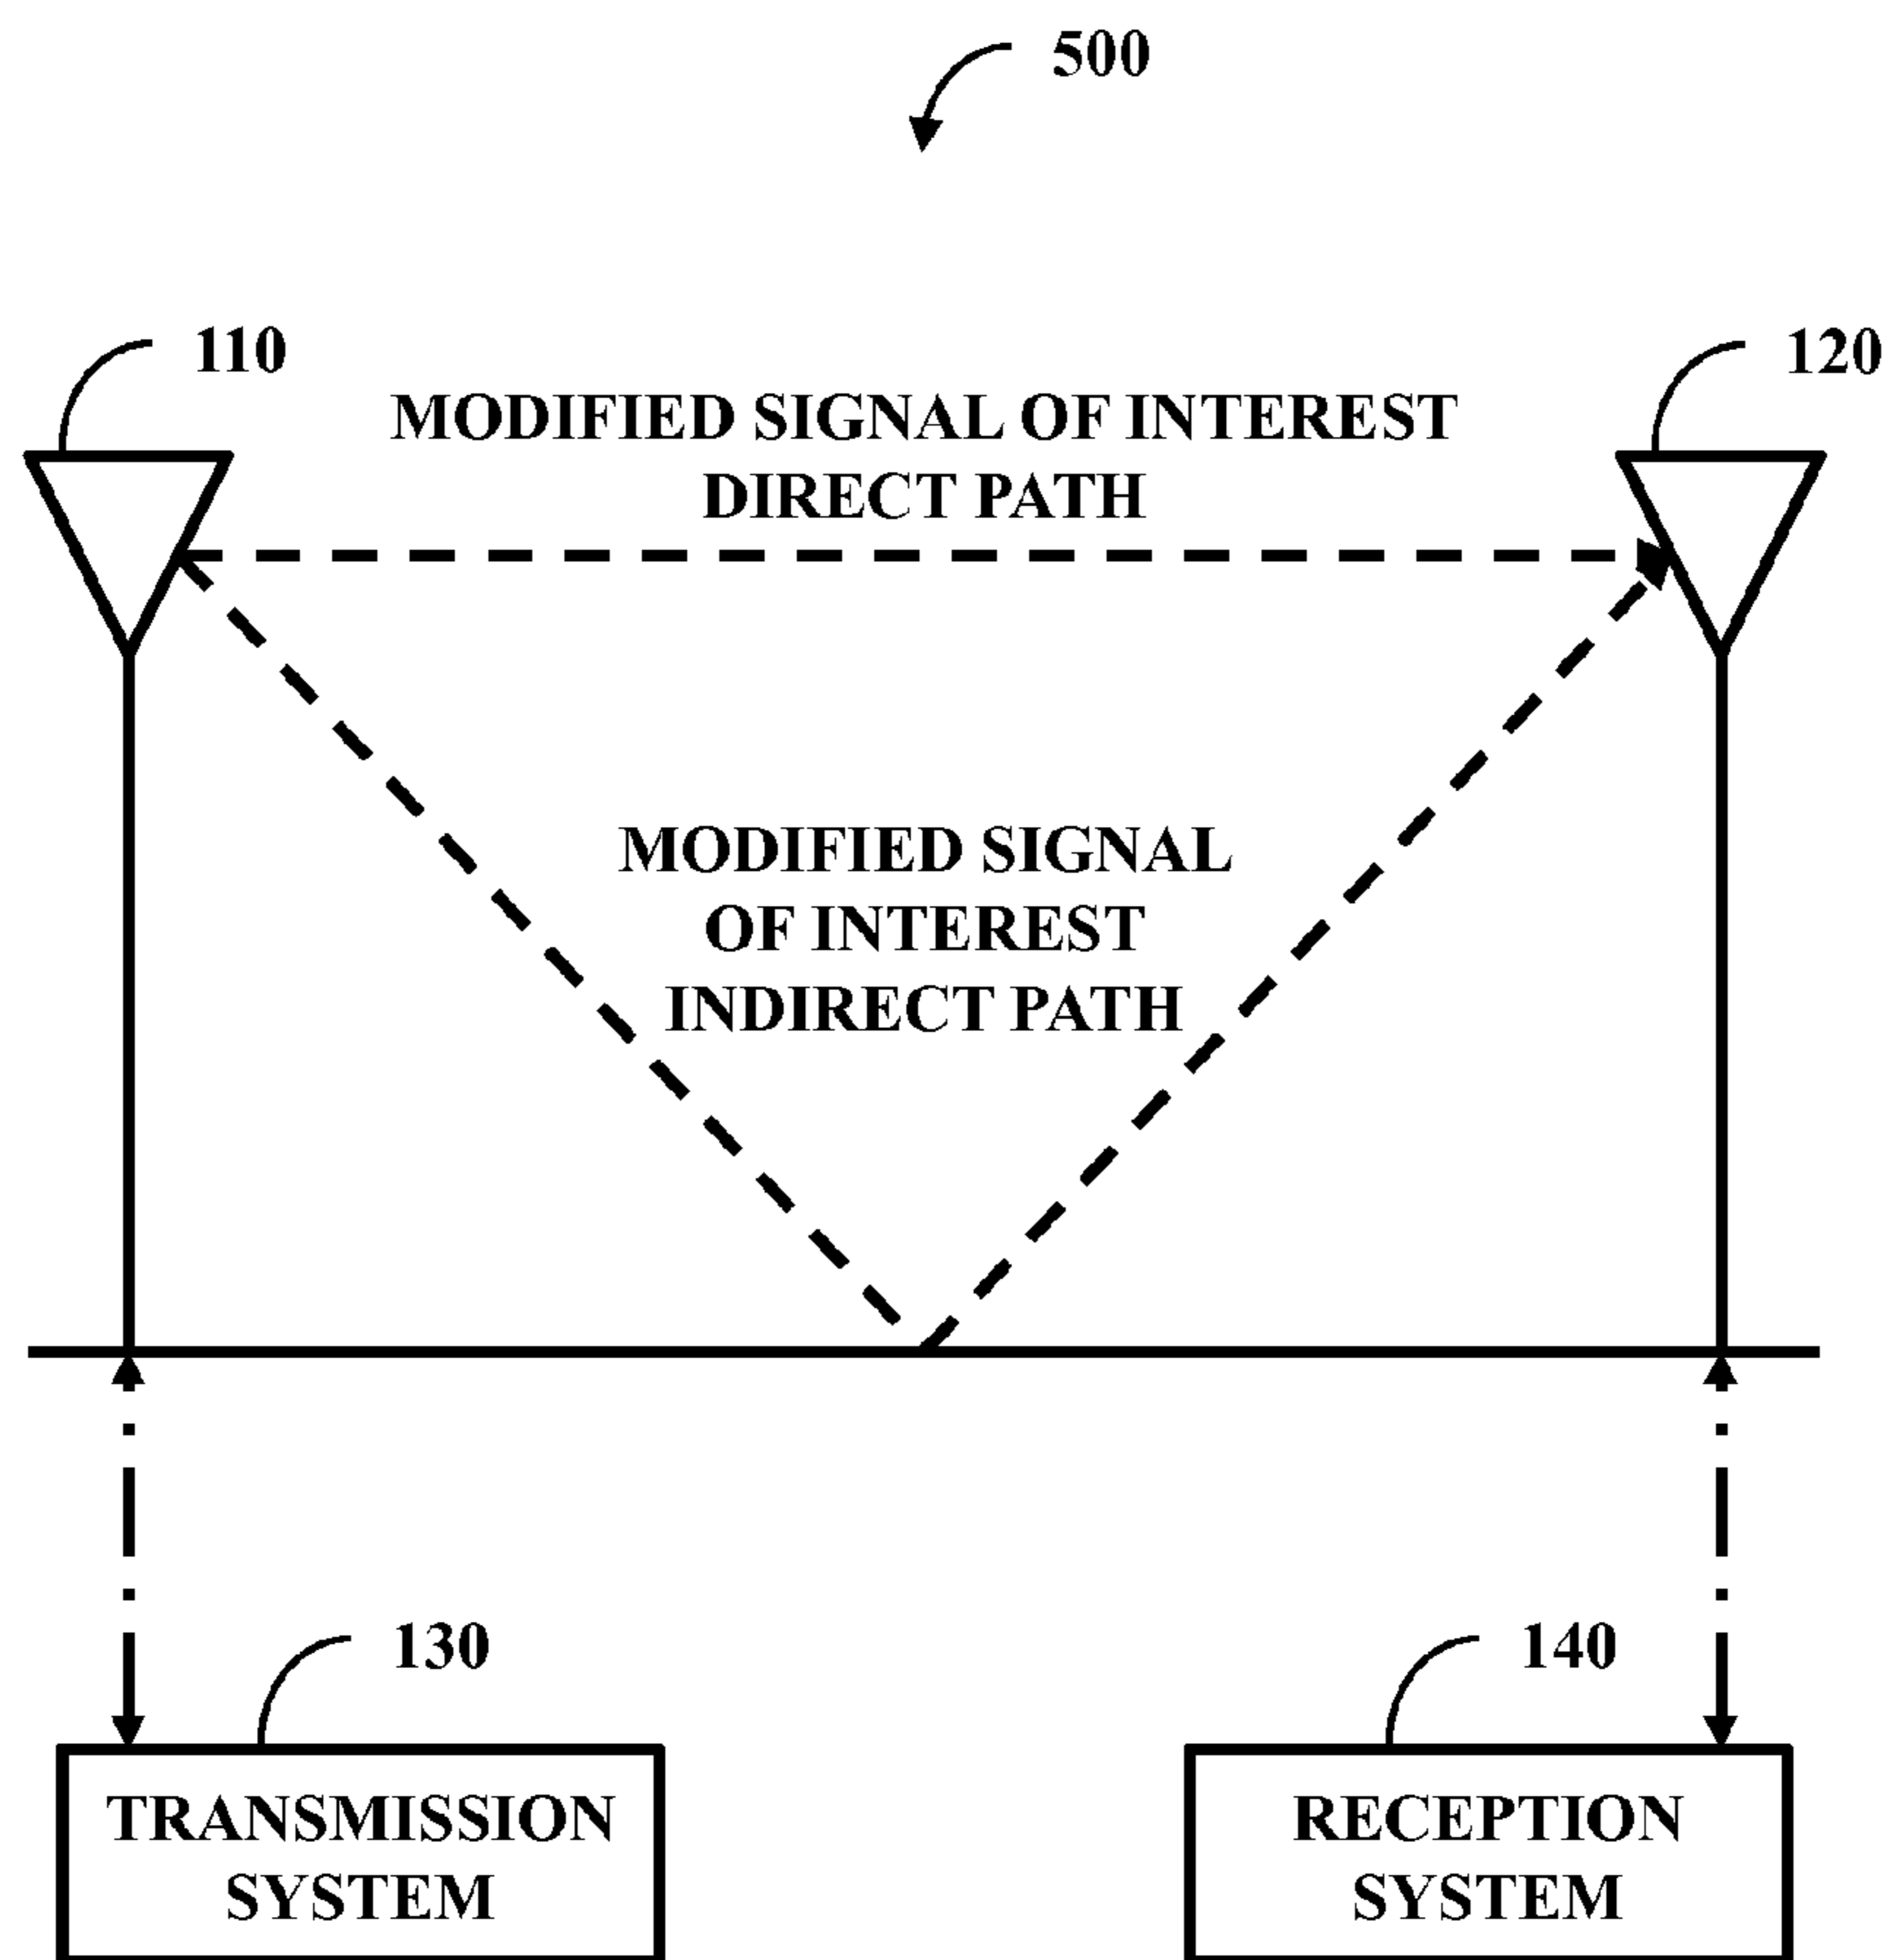 500
110
120
MODIFIED SIGNAL OF INTEREST
DIRECT PATH
MODIFIED SIGNAL
OF INTEREST
INDIRECT PATH
130
140
TRANSMISSION
SYSTEM
RECEPTION
SYSTEM